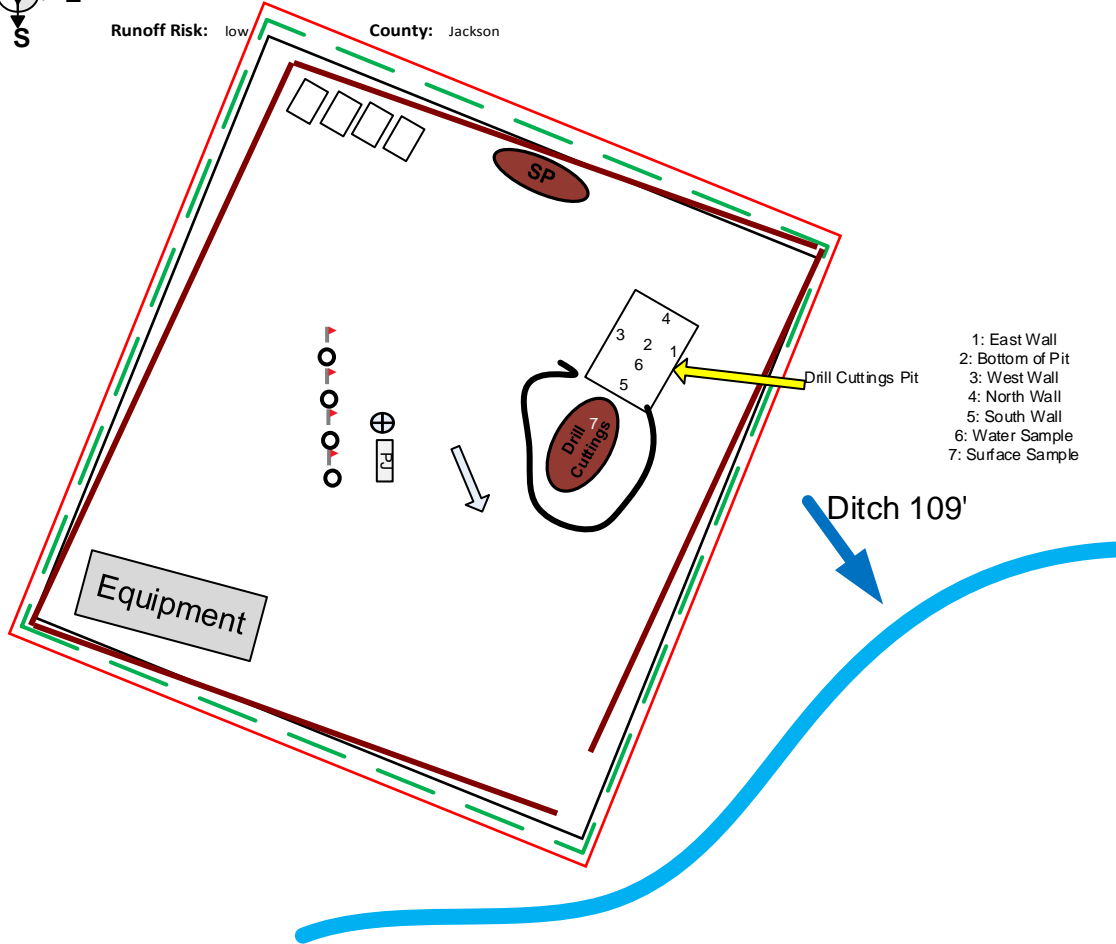 S
Runoff Risk: low County: Jackson
SP
4
3
2
1
6
5
Drill Cuttings Pit
1: East Wall
2: Bottom of Pit
3: West Wall
4: North Wall
5: South Wall
6: Water Sample
7: Surface Sample
7
Drill
Cuttings
PJ
Ditch 109'
Equipment